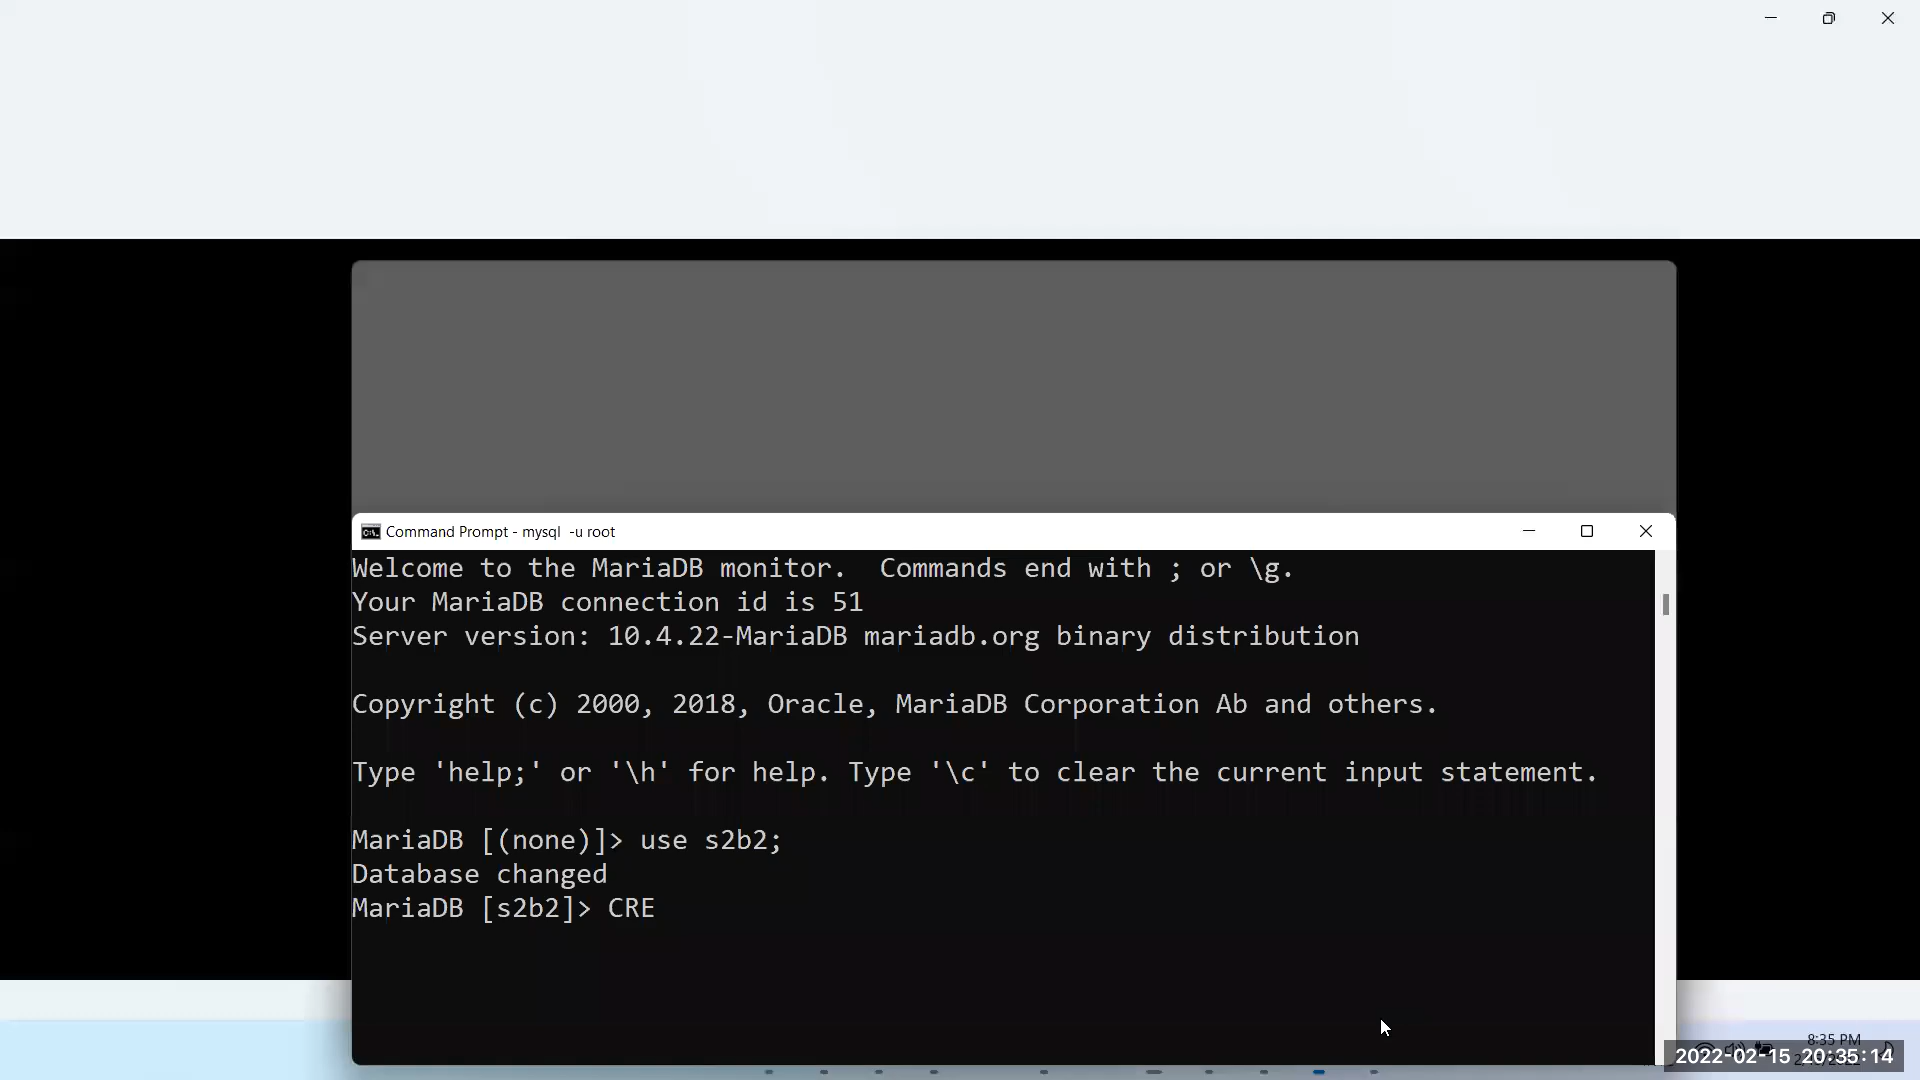 Command Prompt - mysql  -u root
Welcome to the MariaDB monitor.  Commands end with ; or \g.
Your MariaDB connection id is 51
Server version: 10.4.22-MariaDB mariadb.org binary distribution
Copyright (c) 2000, 2018, Oracle, MariaDB Corporation Ab and others.
Type 'help;' or '\h' for help. Type '\c' to clear the current input statement.
MariaDB [(none)]> use s2b2;
Database changed
MariaDB [s2b2]> CRE
8:35 PM
2022-02-15 20:35:14